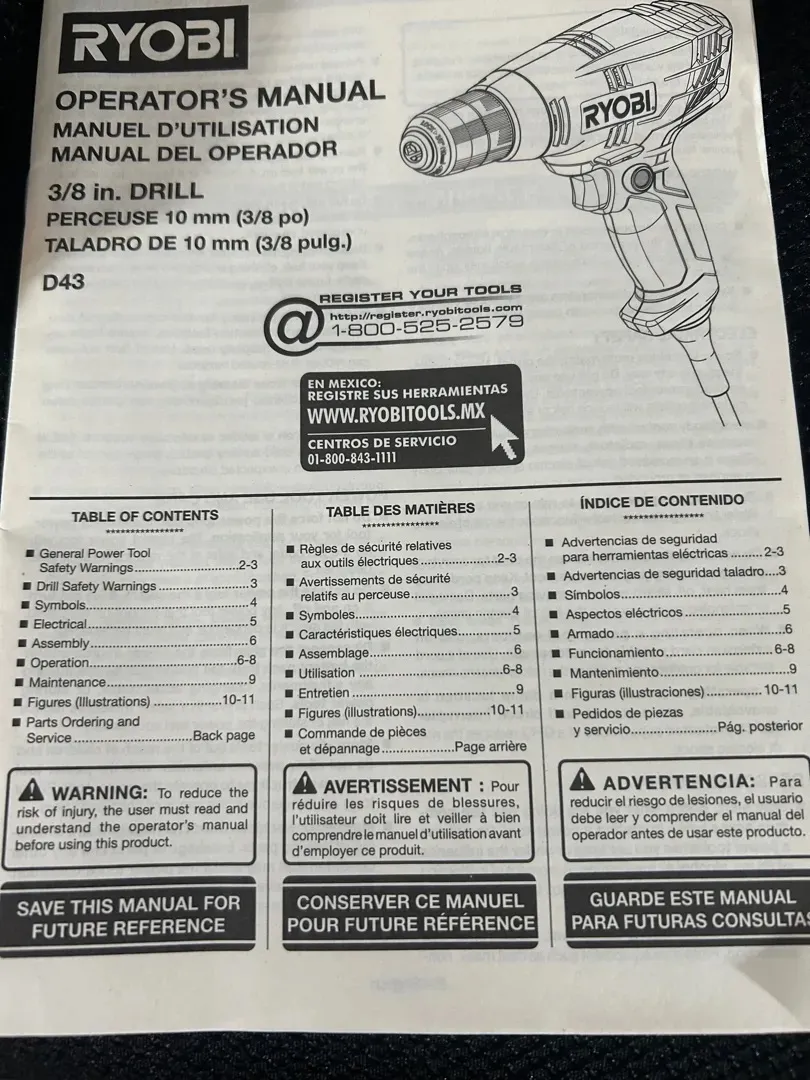 RYOBI
OPERATOR'S MANUAL
MANUEL D'UTILISATION
MANUAL DEL OPERADOR
3/8 in. DRILL
PERCEUSE 10 mm (3/8 po)
TALADRO DE 10 mm (3/8 pulg.)
D43
RYOBI
REGISTER YOUR TOOLS
http://register.ryobitools.com
1-800-525-2579
EN MEXICO:
REGISTRE SUS HERRAMIENTAS
WWW.RYOBITOOLS.MX
CENTROS DE SERVICIO
01-800-843-1111
TABLE OF CONTENTS
****************
■ General Power Tool
Safety Warnings..........................2-3
■ Drill Safety Warnings.......................3
■ Symbols.........................................4
■ Electrical........................................5
■ Assembly.......................................6
■ Operation....................................6-8
■ Maintenance...................................9
■ Figures (Illustrations)..................10-11
■ Parts Ordering and
Service..............................Back page
WARNING: To reduce the
risk of injury, the user must read and
understand the operator's manual
before using this product.
SAVE THIS MANUAL FOR
FUTURE REFERENCE
TABLE DES MATIÈRES
****************
■ Règles de sécurité relatives
aux outils électriques...................2-3
■ Avertissements de sécurité
relatifs au perceuse.........................3
■ Symboles.......................................4
■ Caractéristiques électriques.............5
■ Assemblage...................................6
■ Utilisation...................................6-8
■ Entretien.......................................9
■ Figures (illustrations)..................10-11
■ Commande de pièces
et dépannage..................Page arrière
AVERTISSEMENT : Pour
réduire les risques de blessures,
l'utilisateur doit lire et veiller à bien
comprendre le manuel d'utilisation avant
d'employer ce produit.
CONSERVER CE MANUEL
POUR FUTURE RÉFÉRENCE
ÍNDICE DE CONTENIDO
****************
■ Advertencias de seguridad
para herramientas eléctricas.........2-3
■ Advertencias de seguridad taladro....3
■ Símbolos.......................................4
■ Aspectos eléctricos.........................5
■ Armado.........................................6
■ Funcionamiento..........................6-8
■ Mantenimiento...............................9
■ Figuras (illustraciones)..............10-11
■ Pedidos de piezas
y servicio.....................Pág. posterior
ADVERTENCIA: Para
reducir el riesgo de lesiones, el usuario
debe leer y comprender el manual del
operador antes de usar este producto.
GUARDE ESTE MANUAL
PARA FUTURAS CONSULTAS